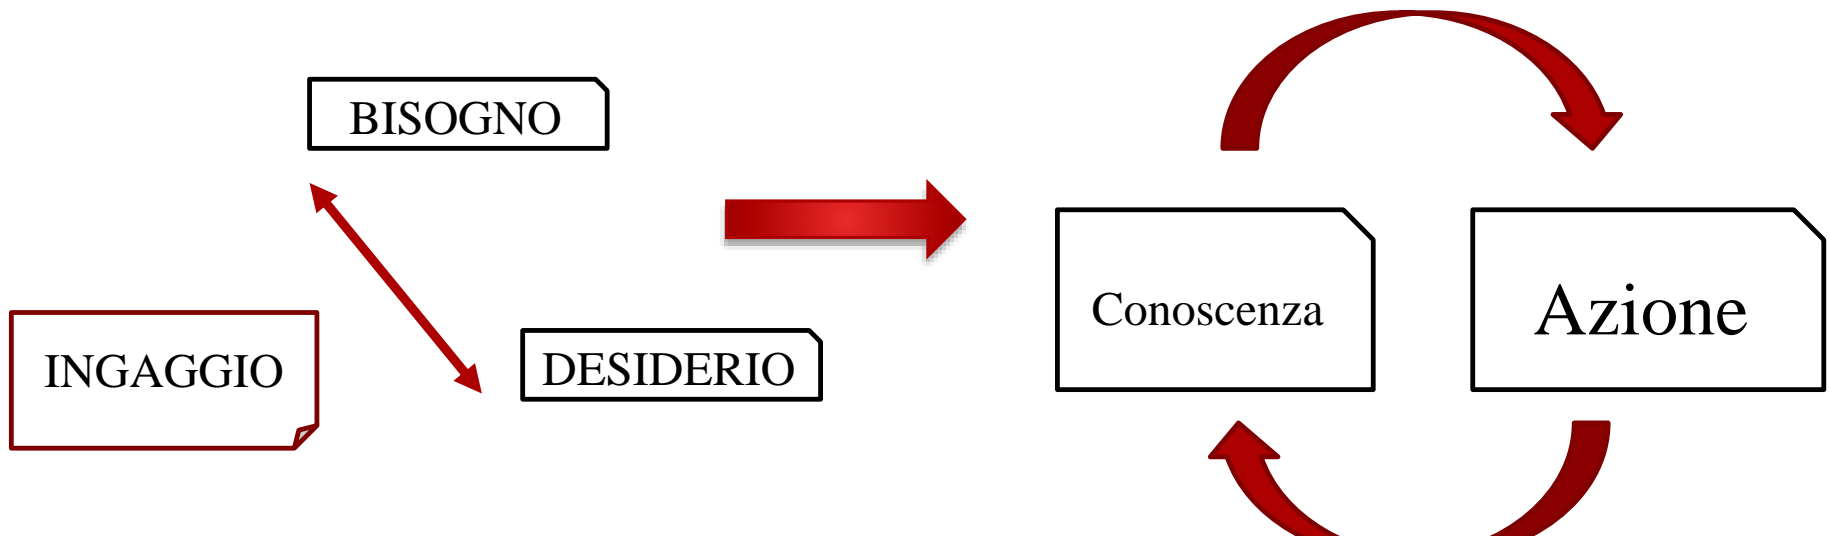 BISOGNO
INGAGGIO
DESIDERIO
Conoscenza
Azione